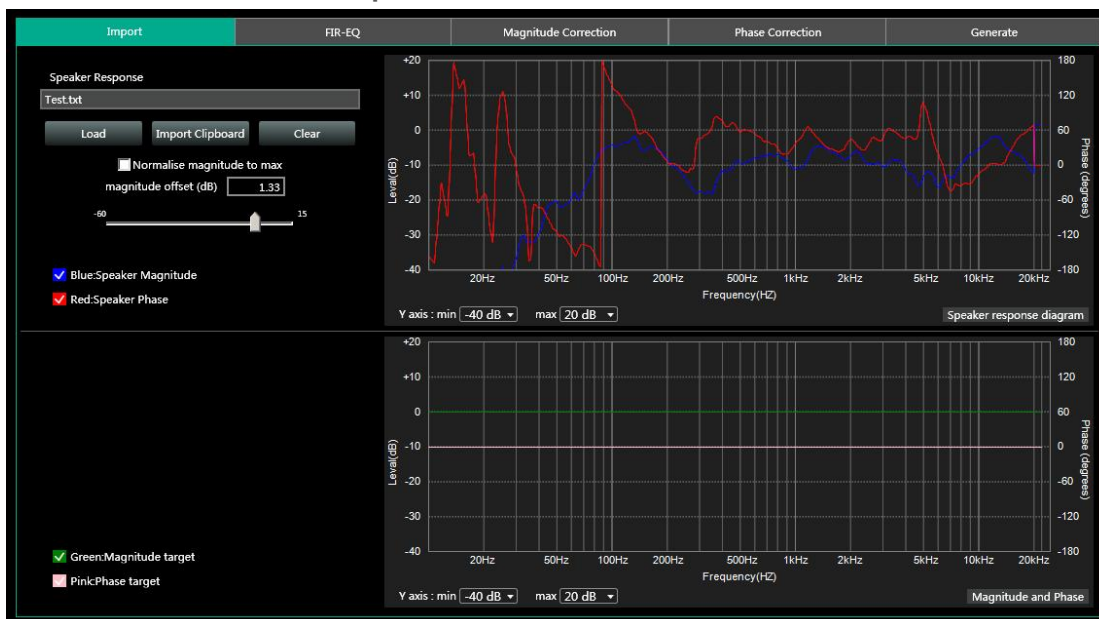 Import FIR-EQ Magnitude Correction Phase Correction Generate
Speaker Response
Test.txt
Load Import Clipboard Clear
Normalise magnitude to max
magnitude offset (dB) 1.33
-60 15
Blue:Speaker Magnitude
Red:Speaker Phase
+20
+10
0
-10
-20
-30
-40
Leval(dB)
180
120
60
0
-60
-120
-180
Phase (degrees)
20Hz 50Hz 100Hz 200Hz 500Hz 1kHz 2kHz 5kHz 10kHz 20kHz
Frequency(HZ)
Y axis : min -40 dB max 20 dB Speaker response diagram
Green:Magnitude target
Pink:Phase target
+20
+10
0
-10
-20
-30
-40
Leval(dB)
180
120
60
0
-60
-120
-180
Phase (degrees)
20Hz 50Hz 100Hz 200Hz 500Hz 1kHz 2kHz 5kHz 10kHz 20kHz
Frequency(HZ)
Y axis : min -40 dB max 20 dB Magnitude and Phase